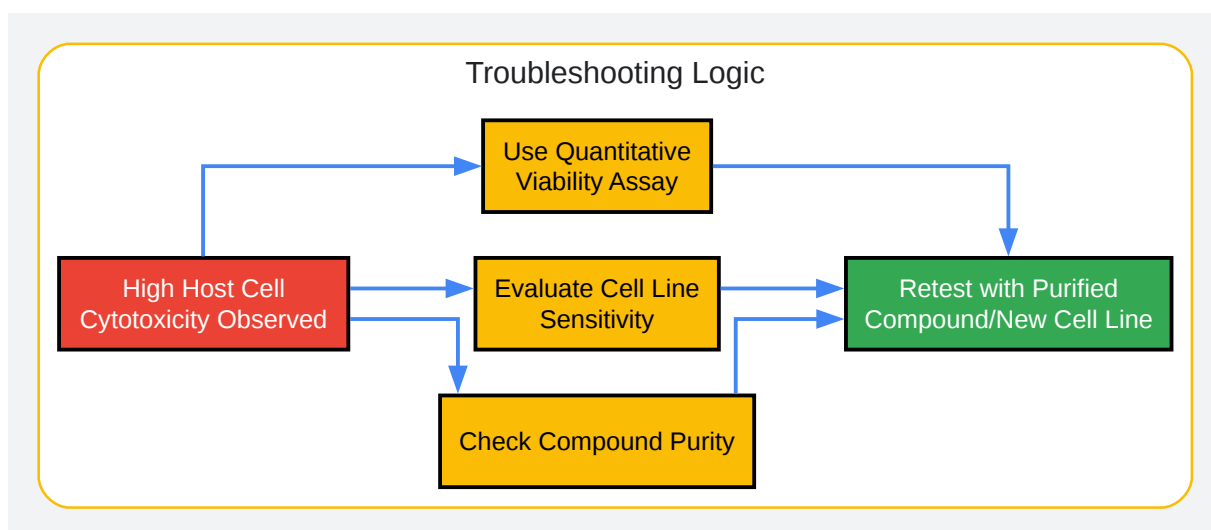 Troubleshooting Logic
Use Quantitative
Viability Assay
High Host Cell
Cytotoxicity Observed
Evaluate Cell Line
Sensitivity
Retest with Purified
Compound/New Cell Line
Check Compound Purity